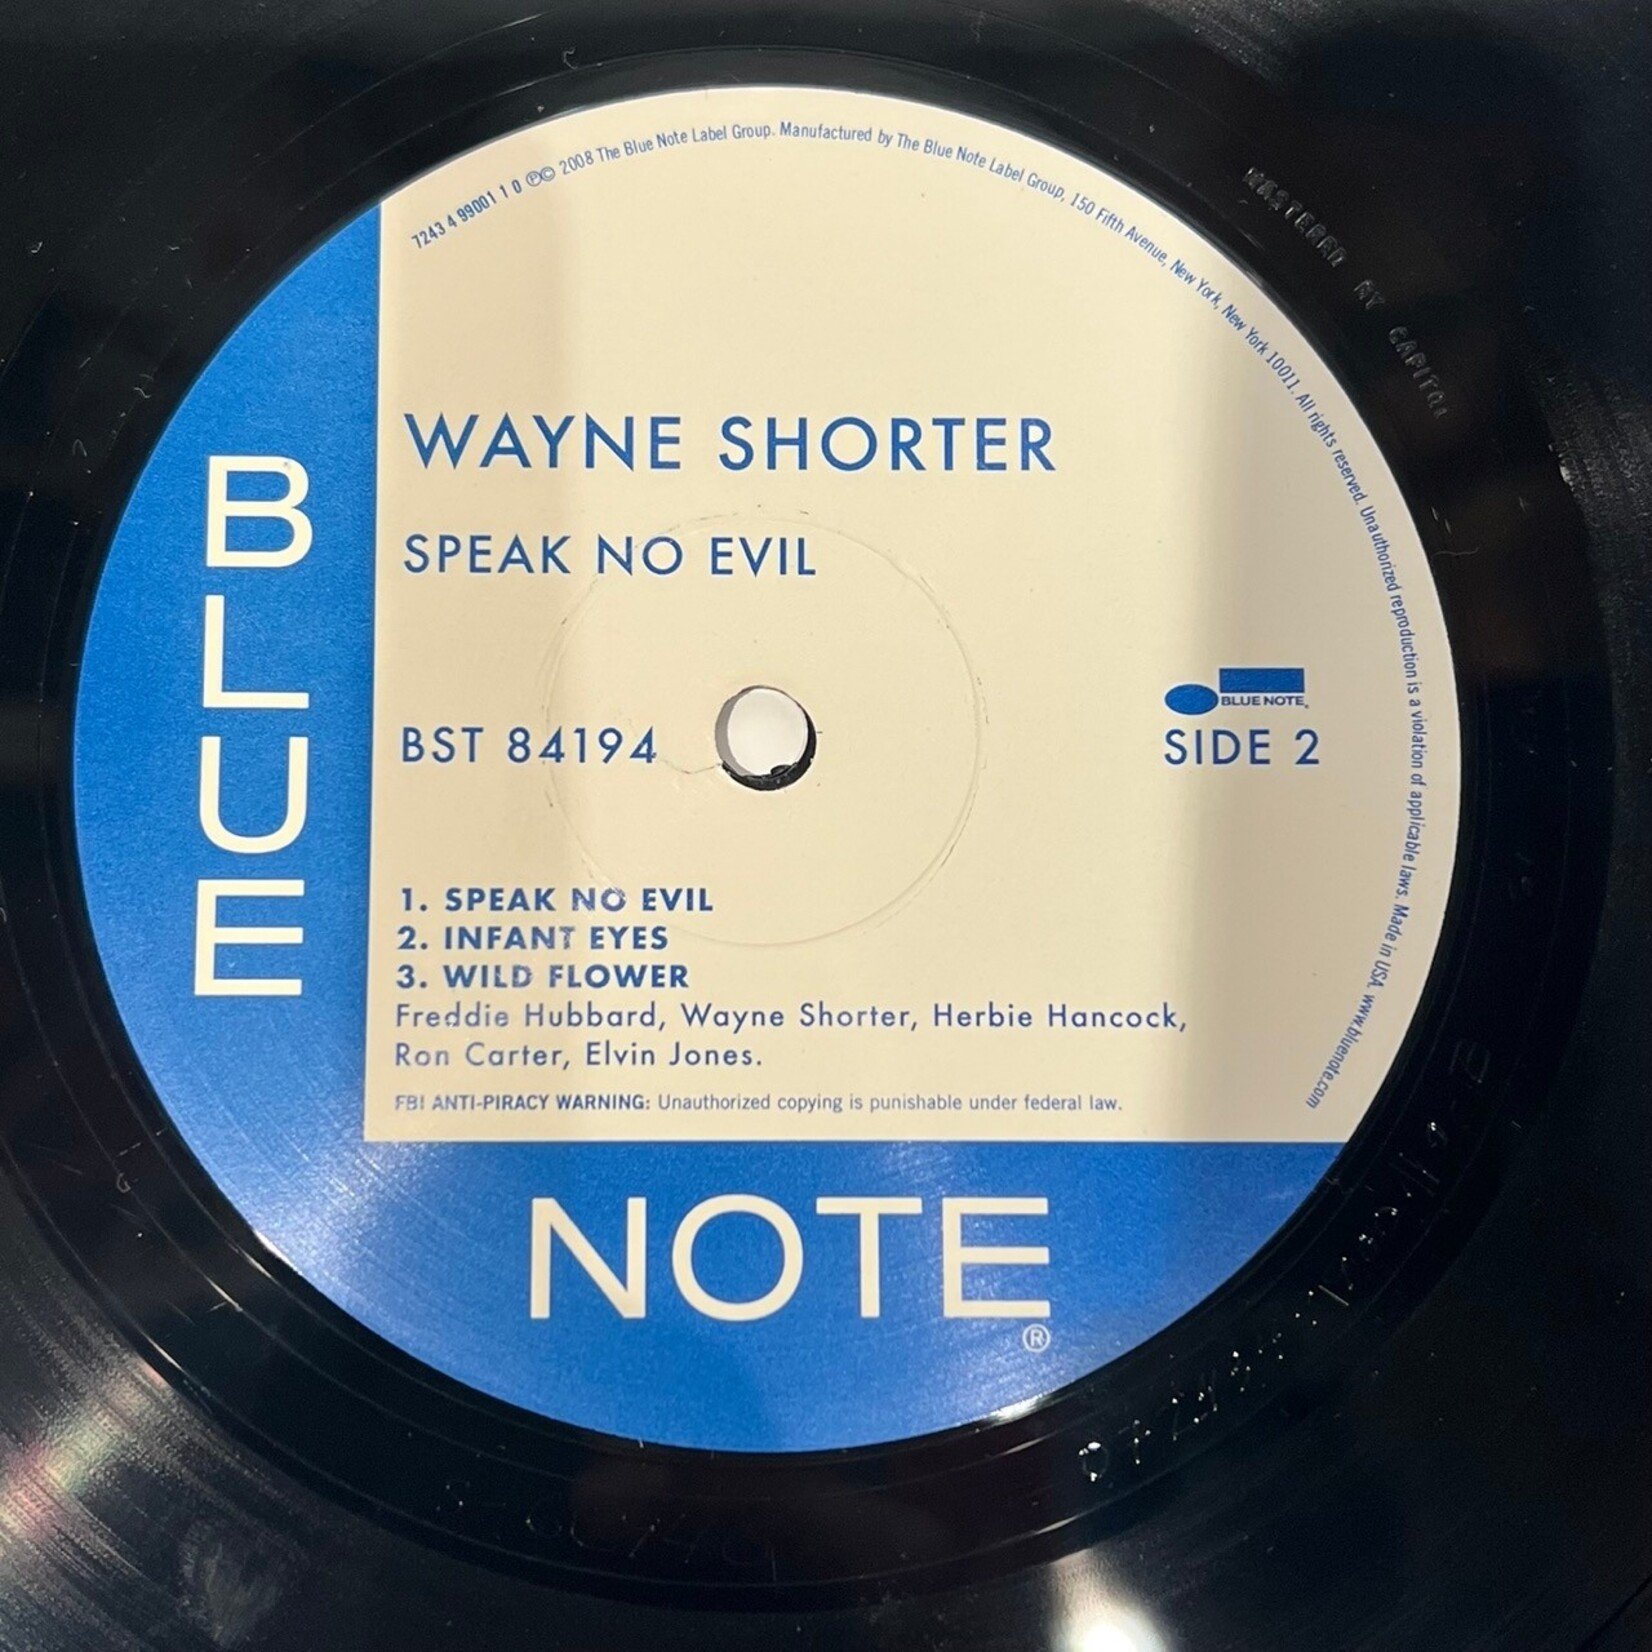 7243 4 99001 1 0 ℗© 2008 The Blue Note Label Group. Manufactured by The Blue Note Label Group, 150 Fifth Avenue, New York, New York 10011. All rights reserved. Unauthorized reproduction is a violation of applicable laws. Made in USA. www.bluenote.com
MASTERED BY CAPITOL
WAYNE SHORTER
SPEAK NO EVIL
BLUE NOTE®
BST 84194
SIDE 2
1. SPEAK NO EVIL
2. INFANT EYES
3. WILD FLOWER
Freddie Hubbard, Wayne Shorter, Herbie Hancock,
Ron Carter, Elvin Jones.
FBI ANTI-PIRACY WARNING: Unauthorized copying is punishable under federal law.
BLUE
NOTE
®